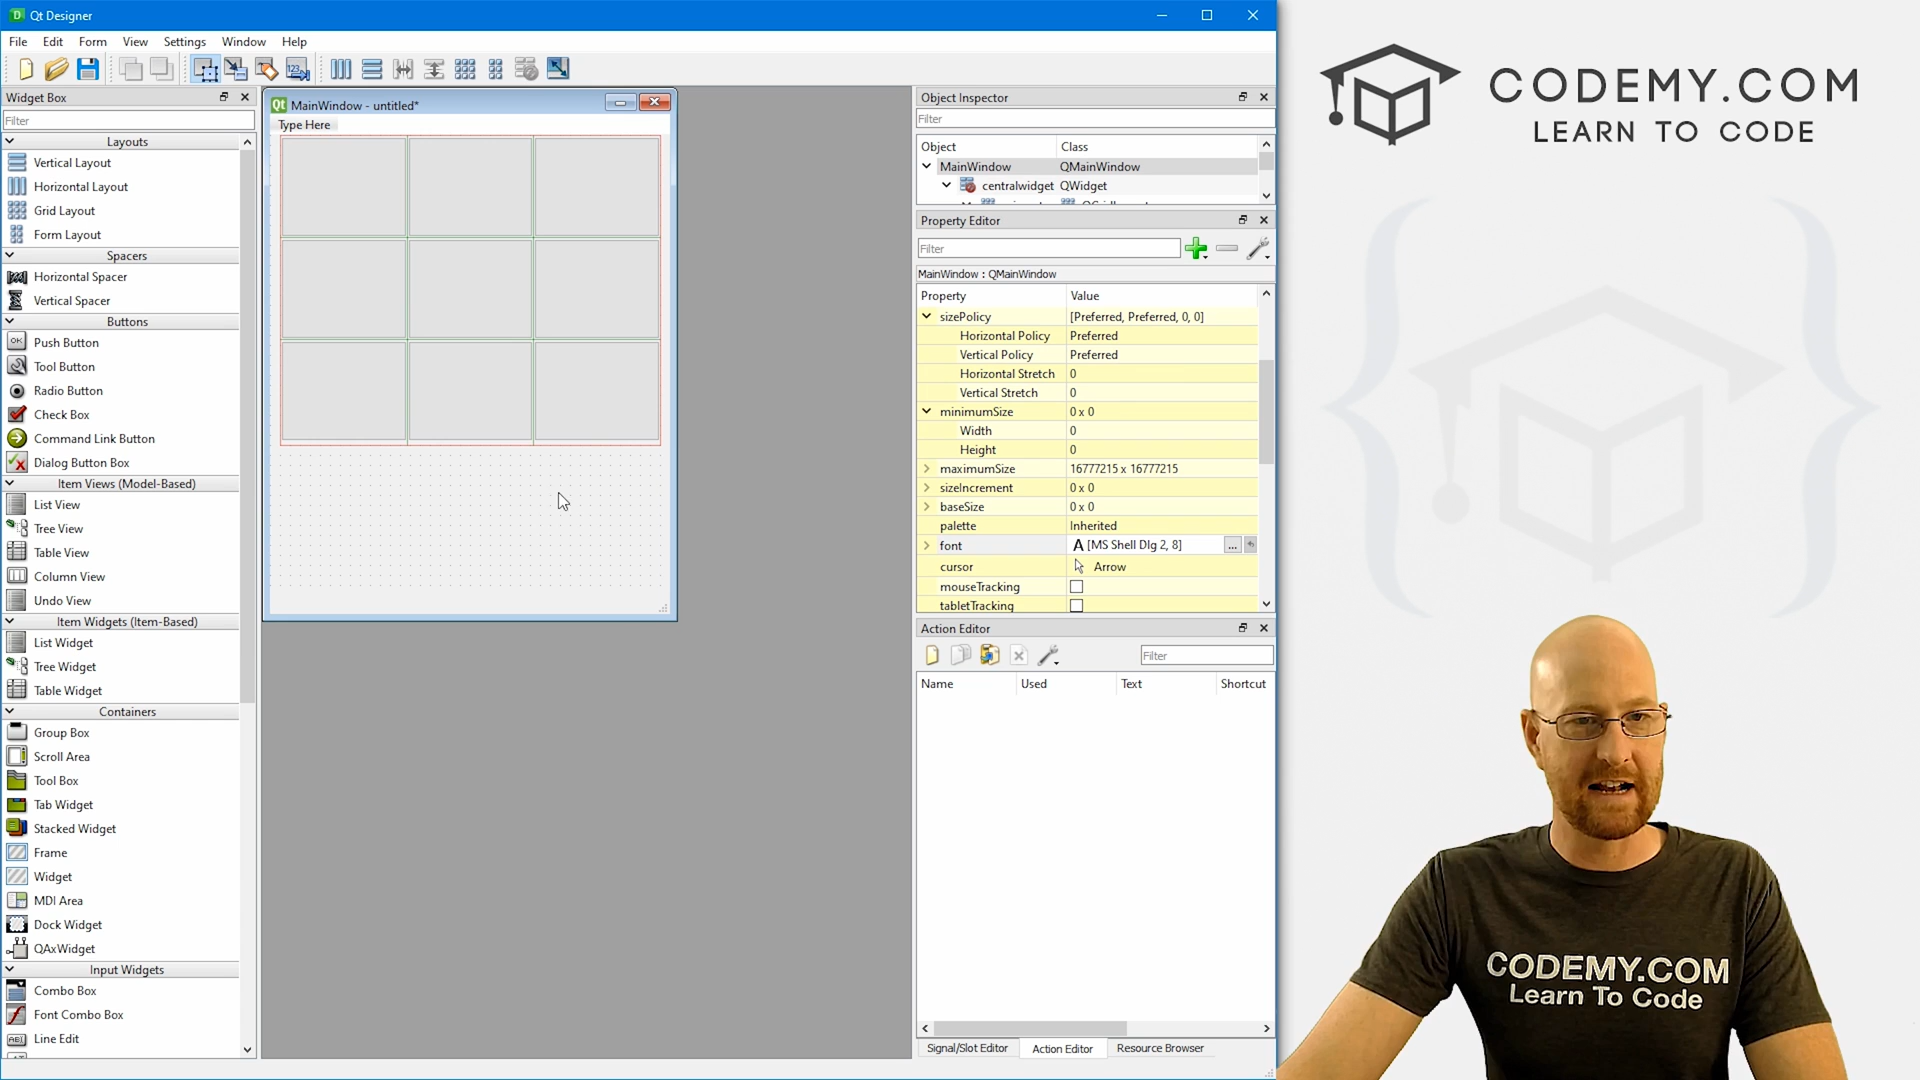 Qt Designer
File Edit Form View Settings Window Help
Widget Box
Filter
Layouts
Vertical Layout
Horizontal Layout
Grid Layout
Form Layout
Spacers
Horizontal Spacer
Vertical Spacer
Buttons
Push Button
Tool Button
Radio Button
Check Box
Command Link Button
Dialog Button Box
Item Views (Model-Based)
List View
Tree View
Table View
Column View
Undo View
Item Widgets (Item-Based)
List Widget
Tree Widget
Table Widget
Containers
Group Box
Scroll Area
Tool Box
Tab Widget
Stacked Widget
Frame
Widget
MDI Area
Dock Widget
QAxWidget
Input Widgets
Combo Box
Font Combo Box
Line Edit
MainWindow - untitled*
Type Here
Object Inspector
Filter
Object Class
MainWindow QMainWindow
centralwidget QWidget
Property Editor
Filter
MainWindow : QMainWindow
Property Value
sizePolicy [Preferred, Preferred, 0, 0]
Horizontal Policy Preferred
Vertical Policy Preferred
Horizontal Stretch 0
Vertical Stretch 0
minimumSize 0 x 0
Width 0
Height 0
maximumSize 16777215 x 16777215
sizeIncrement 0 x 0
baseSize 0 x 0
palette Inherited
font A [MS Shell Dlg 2, 8] ...
cursor Arrow
mouseTracking
tabletTracking
Action Editor
Filter
Name Used Text Shortcut
Signal/Slot Editor Action Editor Resource Browser
CODEMY.COM
LEARN TO CODE
CODEMY.COM
Learn To Code